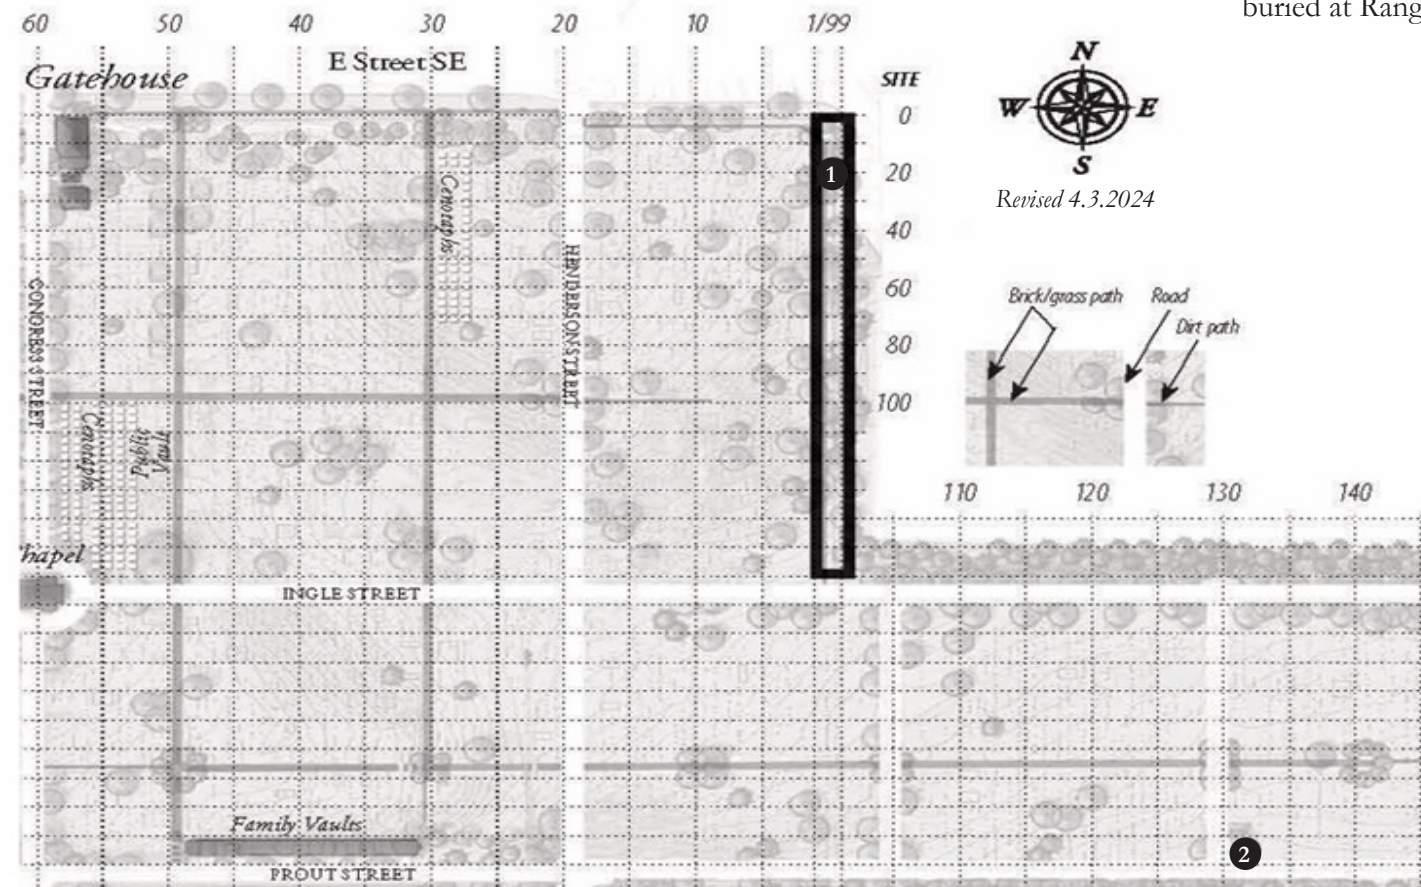 buried at Rang
60 50 40 30 20 10 1/99
E Street SE
Gatehouse
SITE
0
20
40
60
80
100
N
W E
S
Revised 4.3.2024
1
Cenotaphs
HENDERSON STREET
CONGRESS STREET
Brick/grass path Road
Dirt path
Cenotaphs
Public
Vault
110 120 130 140
hapel
INGLE STREET
Family Vaults
2
PROUT STREET